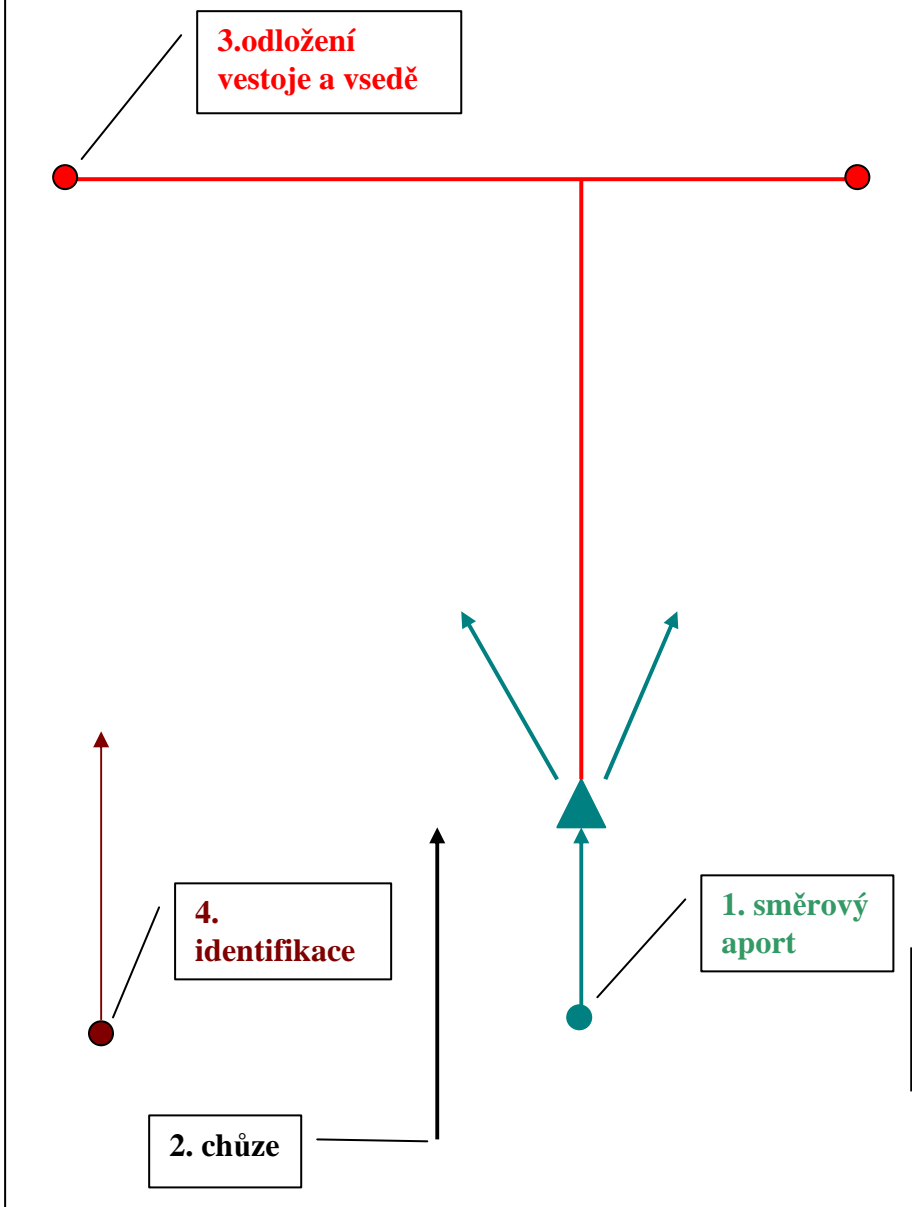 3.odložení
vestoje a vsedě
4.
identifikace
1. směrový
aport
2. chůze